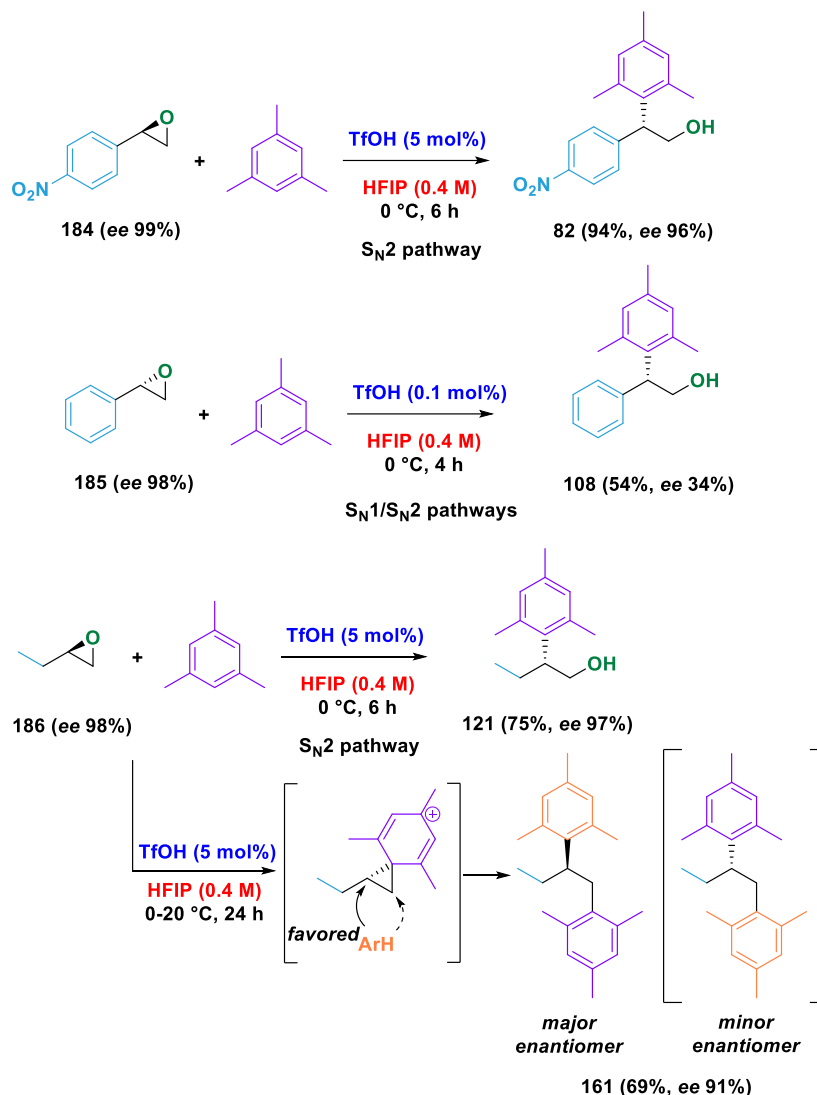 O
O₂N
184 (ee 99%)
+
TfOH (5 mol%)
HFIP (0.4 M)
0 °C, 6 h
SN2 pathway
OH
O₂N
82 (94%, ee 96%)
O
185 (ee 98%)
+
TfOH (0.1 mol%)
HFIP (0.4 M)
0 °C, 4 h
SN1/SN2 pathways
OH
108 (54%, ee 34%)
O
186 (ee 98%)
+
TfOH (5 mol%)
HFIP (0.4 M)
0 °C, 6 h
SN2 pathway
OH
121 (75%, ee 97%)
TfOH (5 mol%)
HFIP (0.4 M)
0-20 °C, 24 h
+
favored
ArH
major
enantiomer
minor
enantiomer
161 (69%, ee 91%)